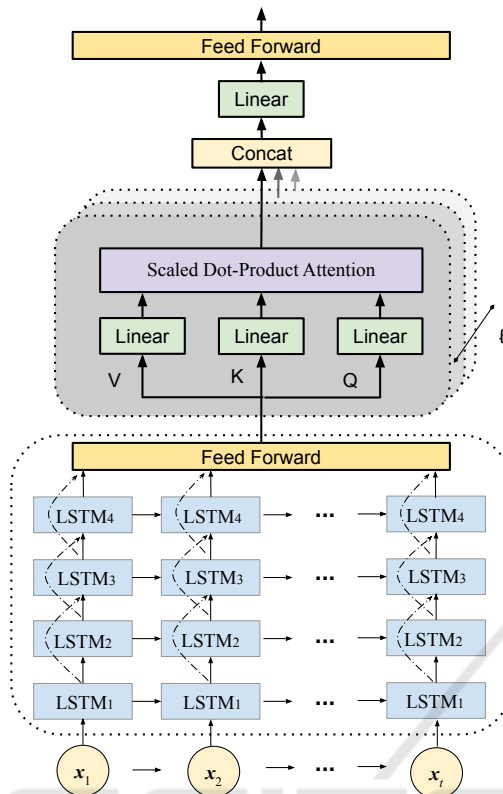 Feed Forward
Linear
Concat
Scaled Dot-Product Attention
Linear Linear Linear
V K Q
Feed Forward
LSTM4 LSTM4 ... LSTM4
LSTM3 LSTM3 ... LSTM3
LSTM2 LSTM2 ... LSTM2
LSTM1 LSTM1 ... LSTM1
x1 x2 ... xt